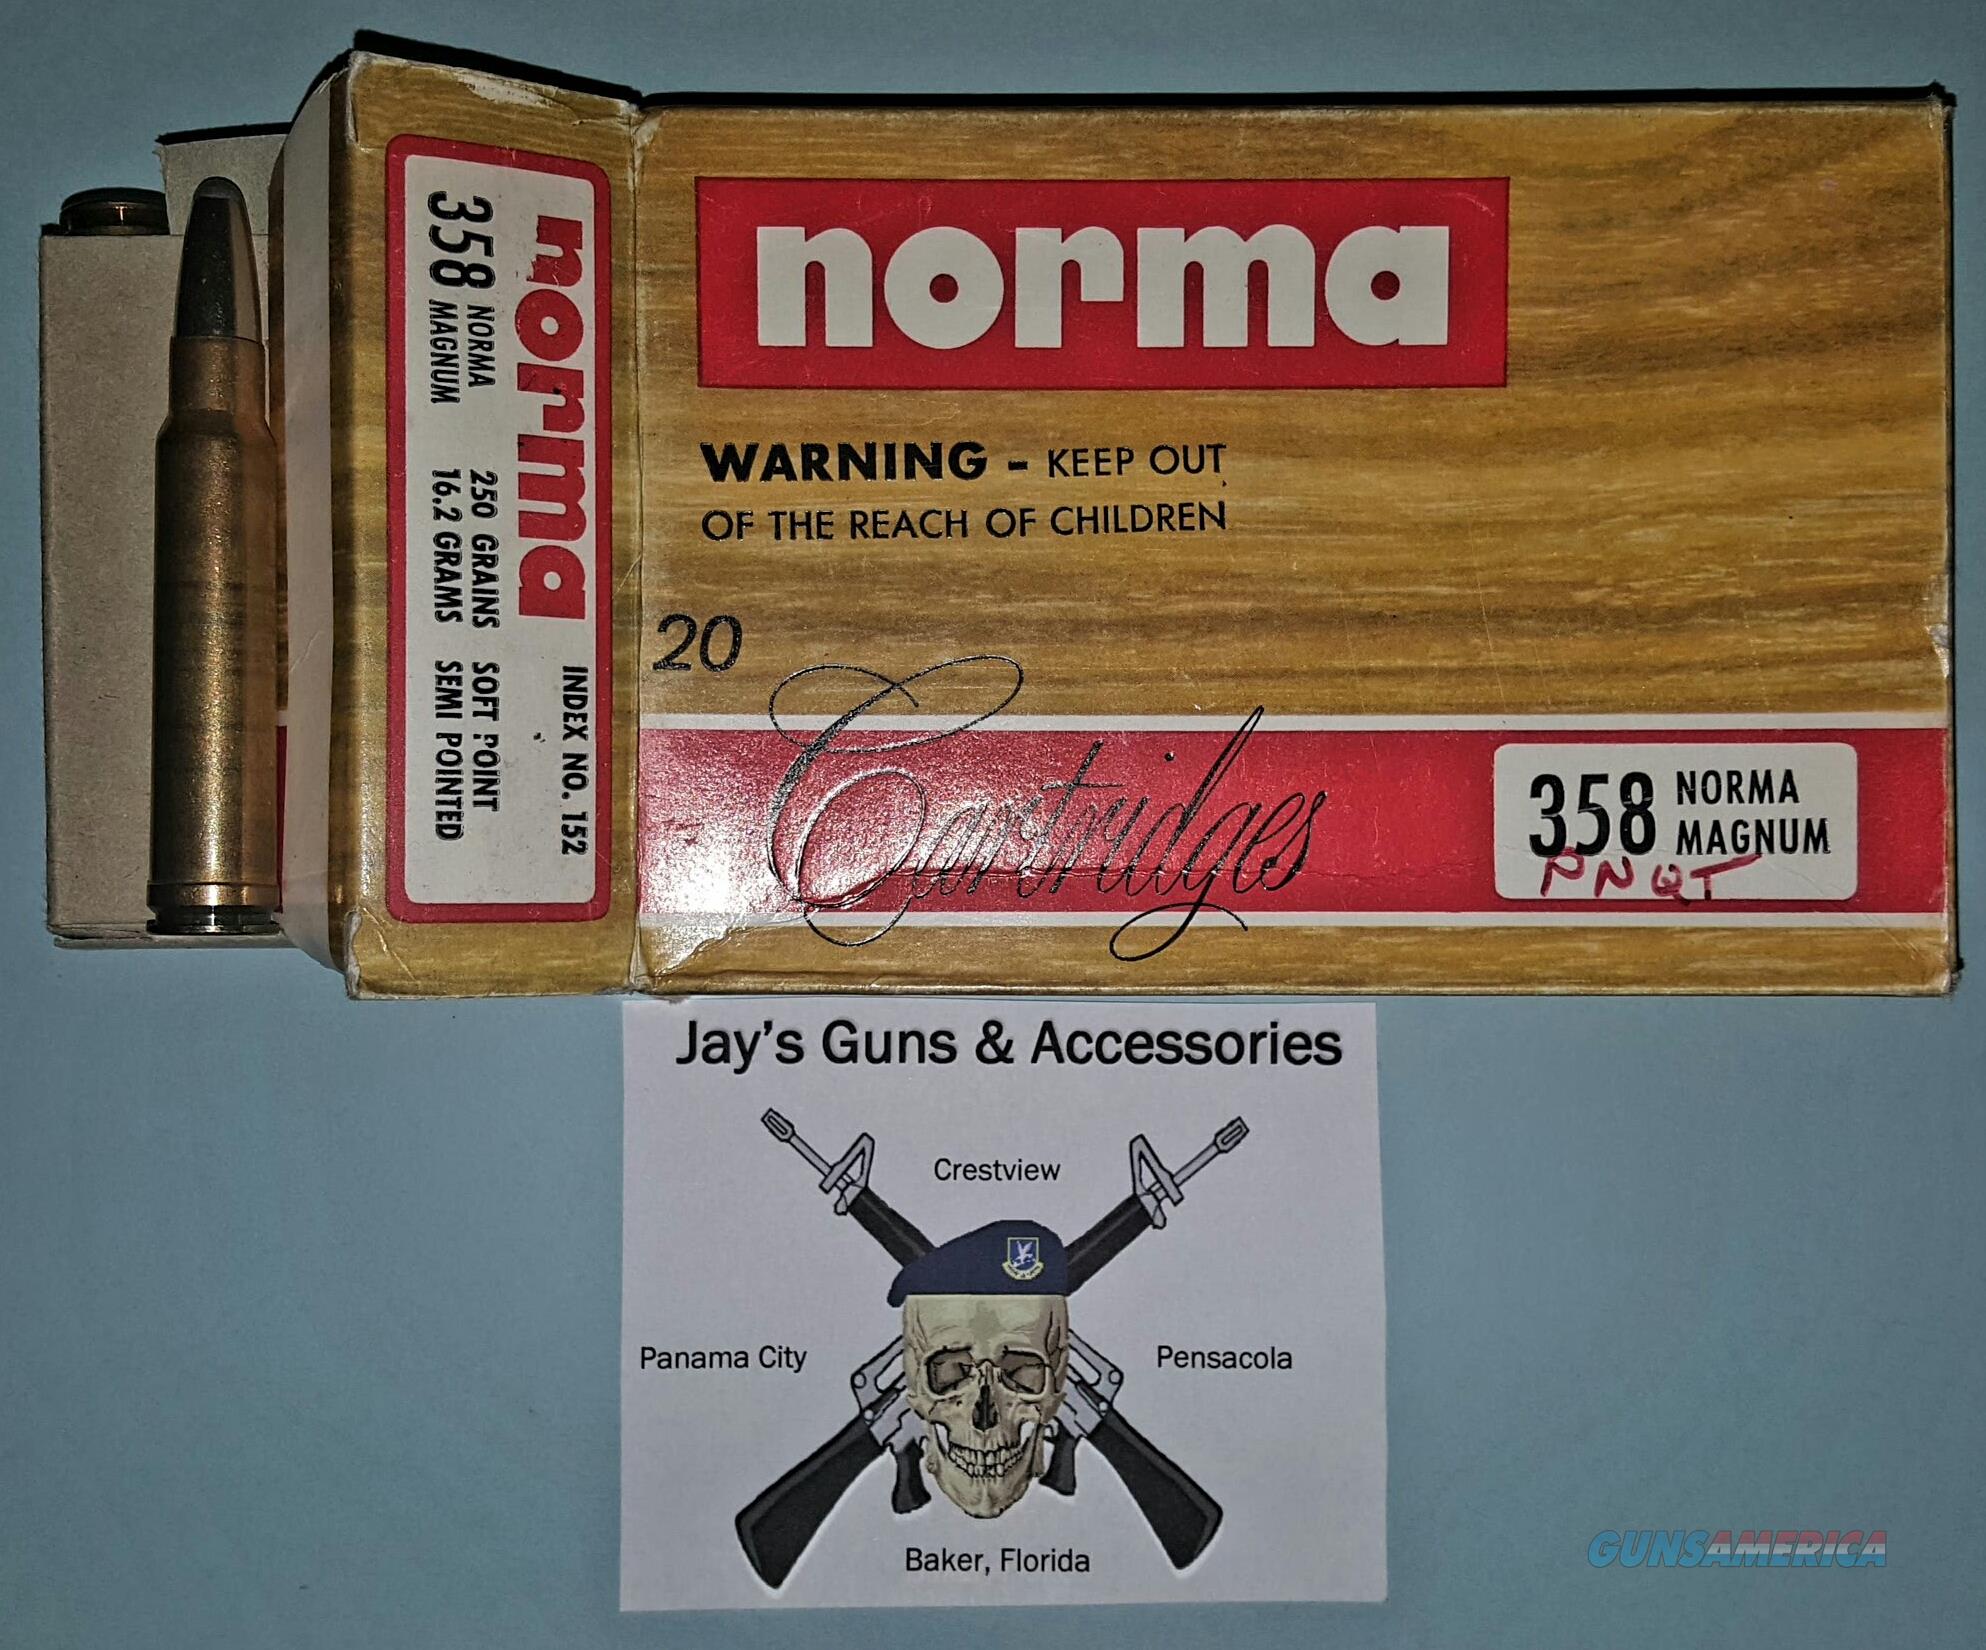 norma
INDEX NO. 152
358 NORMA MAGNUM
250 GRAINS SOFT POINT
16.2 GRAMS SEMI POINTED
norma
WARNING - KEEP OUT
OF THE REACH OF CHILDREN
20
Cartridges
358 NORMA
MAGNUM
Jay's Guns & Accessories
Crestview
Panama City
Pensacola
Baker, Florida
GUNSAMERICA